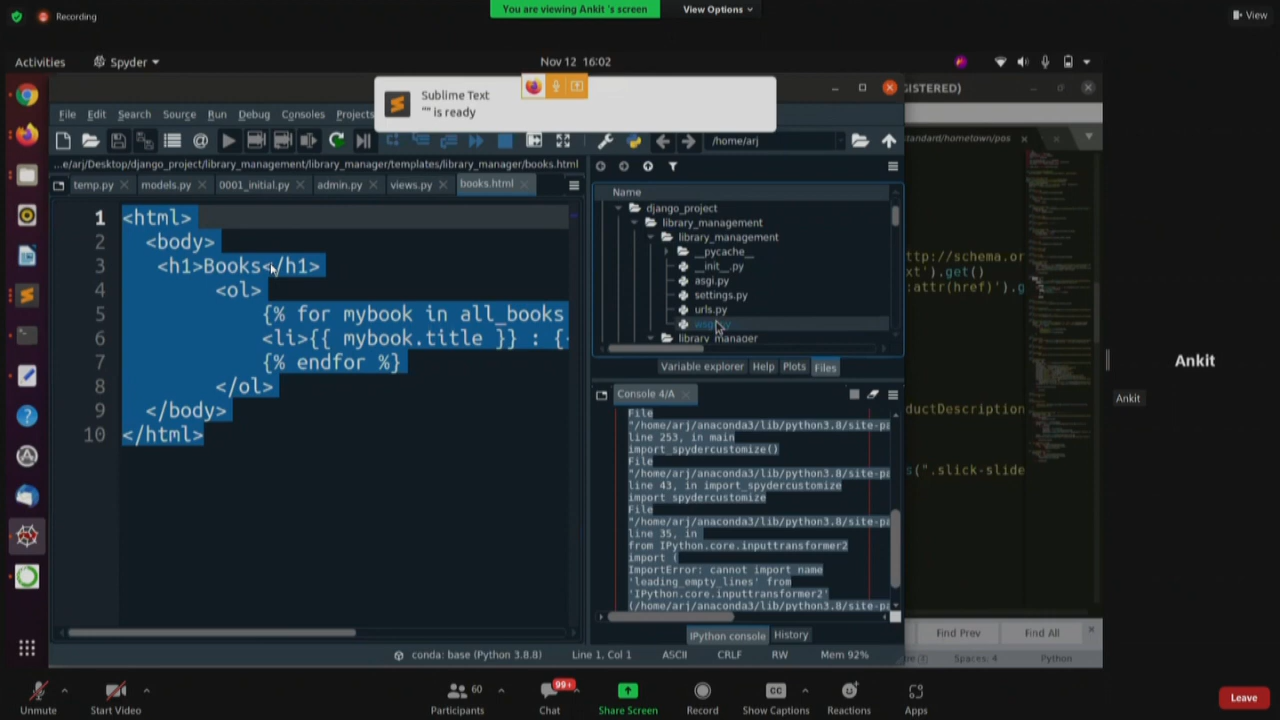 Recording
You are viewing Ankit 's screen
View Options
View
Activities
Spyder
Nov 12 16:02
Sublime Text
"" is ready
File Edit Search Source Run Debug Consoles Projects
/home/arj
...e/arj/Desktop/django_project/library_management/library_manager/templates/library_manager/books.html
temp.py
models.py
0001_initial.py
admin.py
views.py
books.html
1 <html>
2 <body>
3 <h1>Books</h1>
4 <ol>
5 {% for mybook in all_books
6 <li>{{ mybook.title }} : {
7 {% endfor %}
8 </ol>
9 </body>
10 </html>
Name
django_project
library_management
library_management
__pycache__
__init__.py
asgi.py
settings.py
urls.py
library_manager
Variable explorer
Help
Plots
Files
Console 4/A
File
"/home/arj/anaconda3/lib/python3.8/site-pa
line 253, in main
import_spydercustomize()
File
"/home/arj/anaconda3/lib/python3.8/site-pa
line 43, in import_spydercustomize
import spydercustomize
File
"/home/arj/anaconda3/lib/python3.8/site-pa
line 35, in
from IPython.core.inputtransformer2
import (
ImportError: cannot import name
'leading_empty_lines' from
'IPython.core.inputtransformer2'
(/home/arj/anaconda3/lib/python3.8/site-pa
IPython console
History
conda: base (Python 3.8.8)
Line 1, Col 1
ASCII
CRLF
RW
Mem 92%
ISTERED)
standard/hometown/pos
ttp://schema.or
xt').get()
:attr(href)').g
ductDescription
s(".slick-slide
Find Prev
Find All
Spaces: 4
Python
Ankit
Ankit
Unmute
Start Video
60
Participants
99+
Chat
Share Screen
Record
CC
Show Captions
Reactions
Apps
Leave